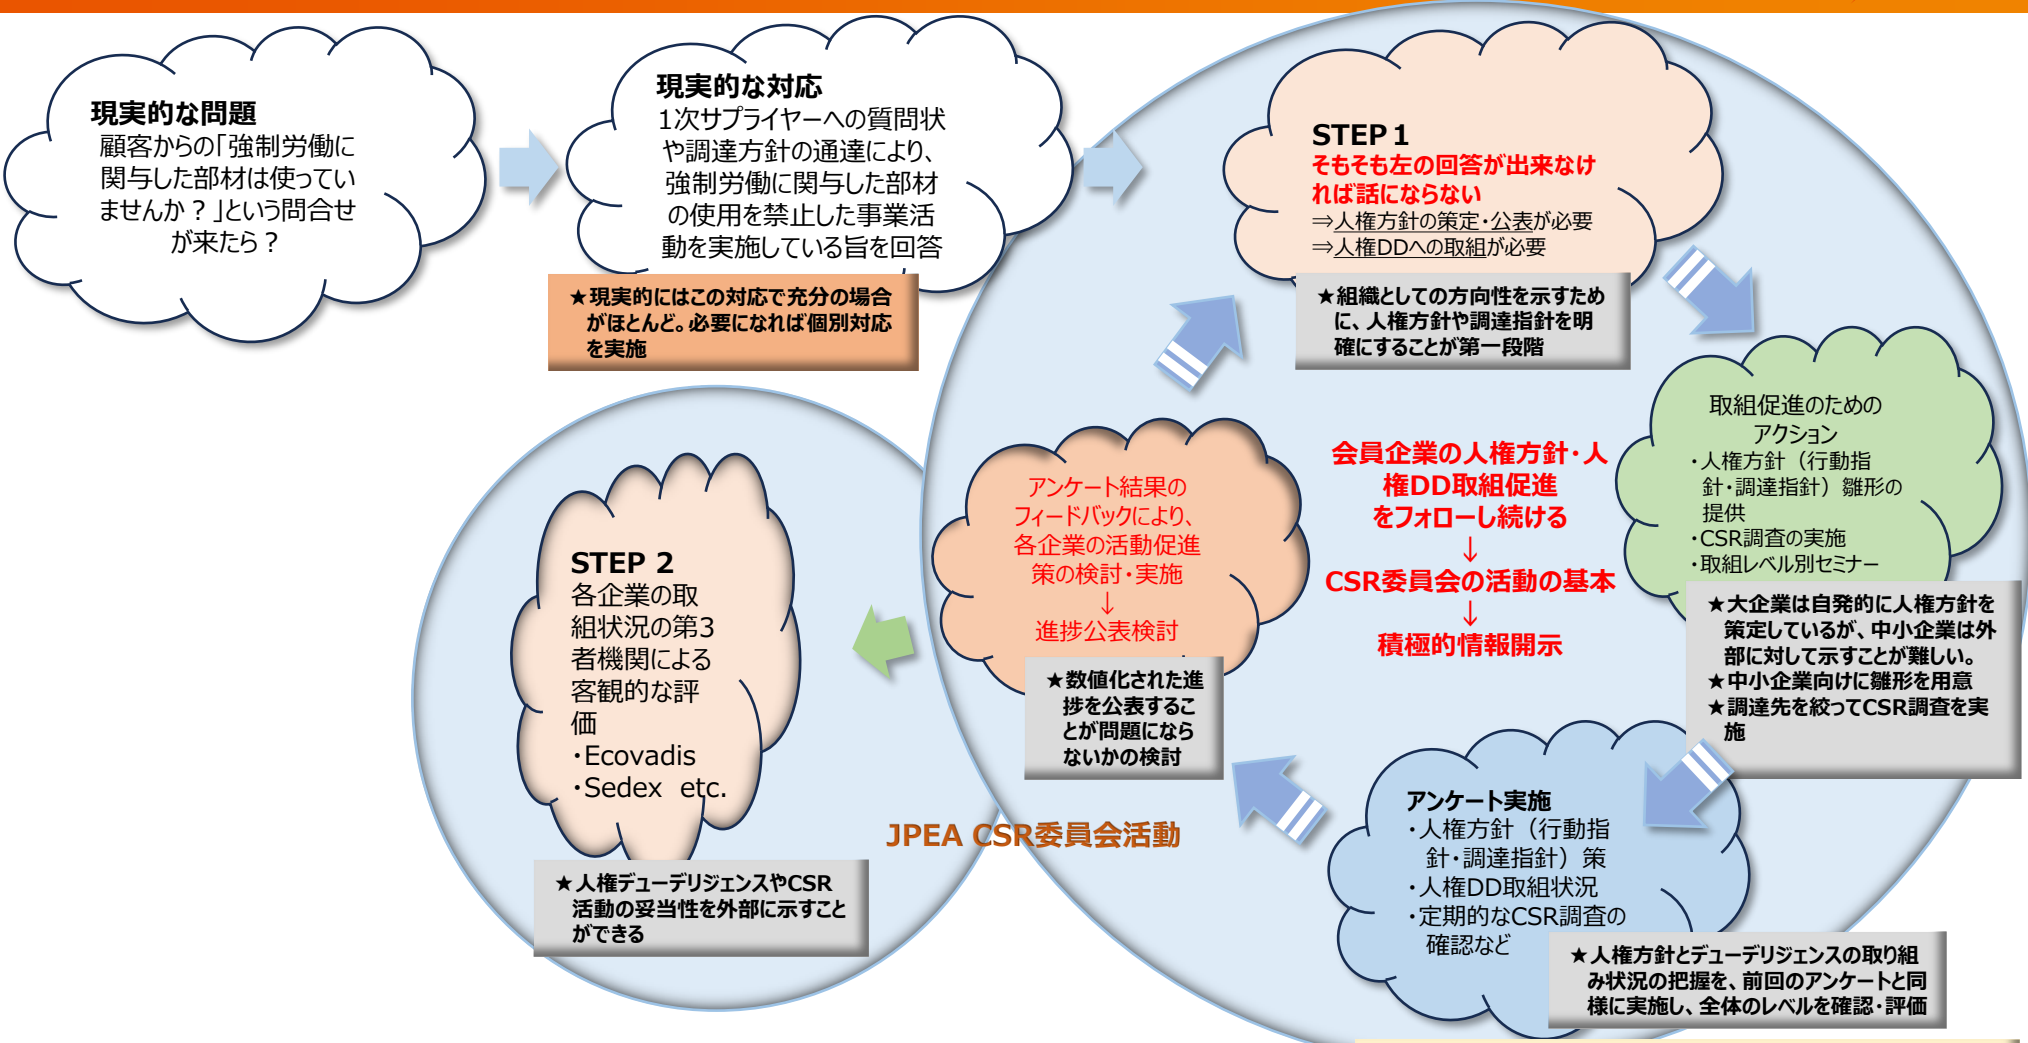 現実的な問題
顧客からの「強制労働に
関与した部材は使ってい
ませんか？」という問合せ
が来たら？
現実的な対応
1次サプライヤーへの質問状
や調達方針の通達により、
強制労働に関与した部材
の使用を禁止した事業活
動を実施している旨を回答
★現実的にはこの対応で充分の場合
がほとんど。必要になれば個別対応
を実施
STEP１
そもそも左の回答が出来なけ
れば話にならない
⇒人権方針の策定・公表が必要
⇒人権DDへの取組が必要
★組織としての方向性を示すため
に、人権方針や調達指針を明
確にすることが第一段階
取組促進のための
アクション
・人権方針（行動指
針・調達指針）雛形の
提供
・CSR調査の実施
・取組レベル別セミナー
★大企業は自発的に人権方針を
策定しているが、中小企業は外
部に対して示すことが難しい。
★中小企業向けに雛形を用意
★調達先を絞ってCSR調査を実
施
会員企業の人権方針・人
権DD取組促進
をフォローし続ける
↓
CSR委員会の活動の基本
↓
積極的情報開示
アンケート実施
・人権方針（行動指
針・調達指針）策
・人権DD取組状況
・定期的なCSR調査の
確認など
★人権方針とデューデリジェンスの取り組
み状況の把握を、前回のアンケートと同
様に実施し、全体のレベルを確認・評価
アンケート結果の
フィードバックにより、
各企業の活動促進
策の検討・実施
↓
進捗公表検討
★数値化された進
捗を公表するこ
とが問題になら
ないかの検討
JPEA CSR委員会活動
STEP 2
各企業の取
組状況の第3
者機関による
客観的な評
価
・Ecovadis
・Sedex etc.
★人権デューデリジェンスやCSR
活動の妥当性を外部に示すこと
ができる